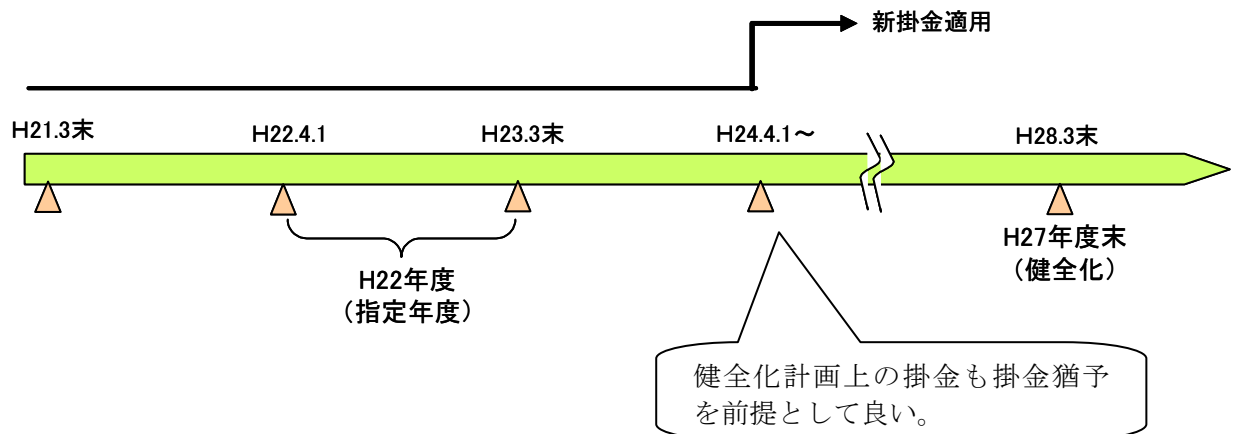 新掛金適用
H21.3末
H22.4.1
H23.3末
H24.4.1～
H28.3末
H22年度
（指定年度）
H27年度末
（健全化）
健全化計画上の掛金も掛金猶予
を前提として良い。